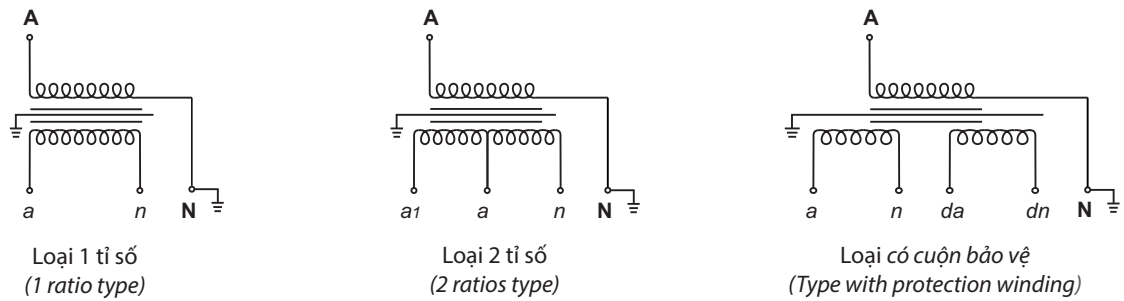 A A A
a n N a1 a n N a n da dn N
Loại 1 tỉ số Loại 2 tỉ số Loại có cuộn bảo vệ
(1 ratio type) (2 ratios type) (Type with protection winding)